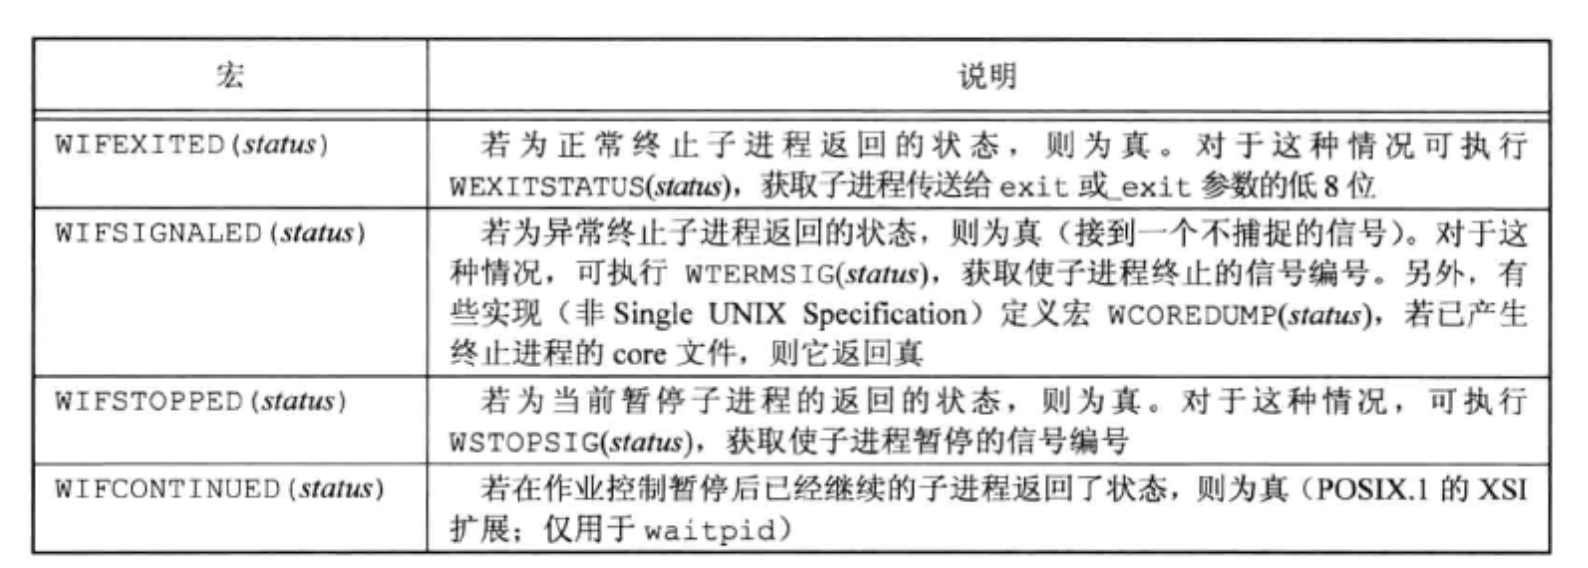 宏 说明
WIFEXITED(status) 若为正常终止子进程返回的状态，则为真。对于这种情况可执行
WEXITSTATUS(status)，获取子进程传送给 exit 或_exit 参数的低 8 位
WIFSIGNALED(status) 若为异常终止子进程返回的状态，则为真（接到一个不捕捉的信号）。对于这
种情况，可执行 WTERMSIG(status)，获取使子进程终止的信号编号。另外，有
些实现（非 Single UNIX Specification）定义宏 WCOREDUMP(status)，若已产生
终止进程的 core 文件，则它返回真
WIFSTOPPED(status) 若为当前暂停子进程的返回的状态，则为真。对于这种情况，可执行
WSTOPSIG(status)，获取使子进程暂停的信号编号
WIFCONTINUED(status) 若在作业控制暂停后已经继续的子进程返回了状态，则为真（POSIX.1 的 XSI
扩展；仅用于 waitpid）